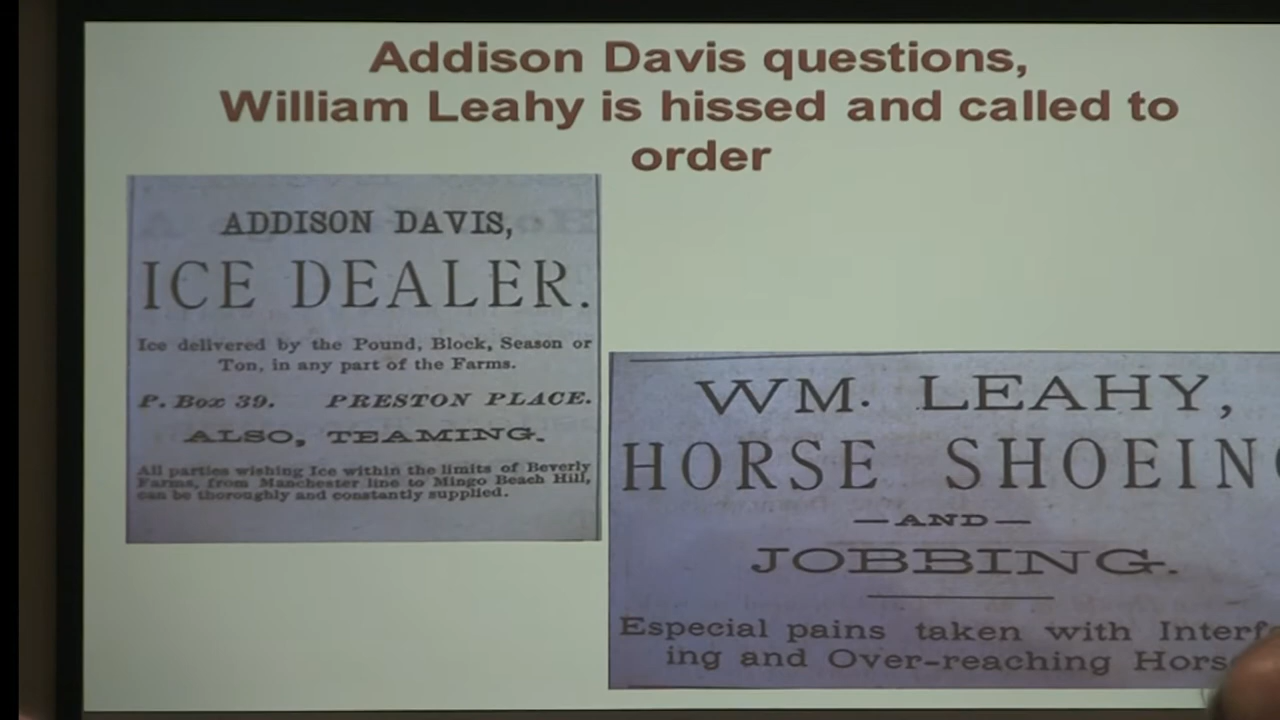 Addison Davis questions,
William Leahy is hissed and called to
order
ADDISON DAVIS,
ICE DEALER.
Ice delivered by the Pound, Block, Season or
Ton, in any part of the Farms.
P. Box 39. PRESTON PLACE.
ALSO, TEAMING.
All parties wishing Ice within the limits of Beverly
Farms, from Manchester line to Mingo Beach Hill,
can be thoroughly and constantly supplied.
WM. LEAHY,
HORSE SHOEIN
—AND—
JOBBING.
Especial pains taken with Interf
ing and Over-reaching Hors